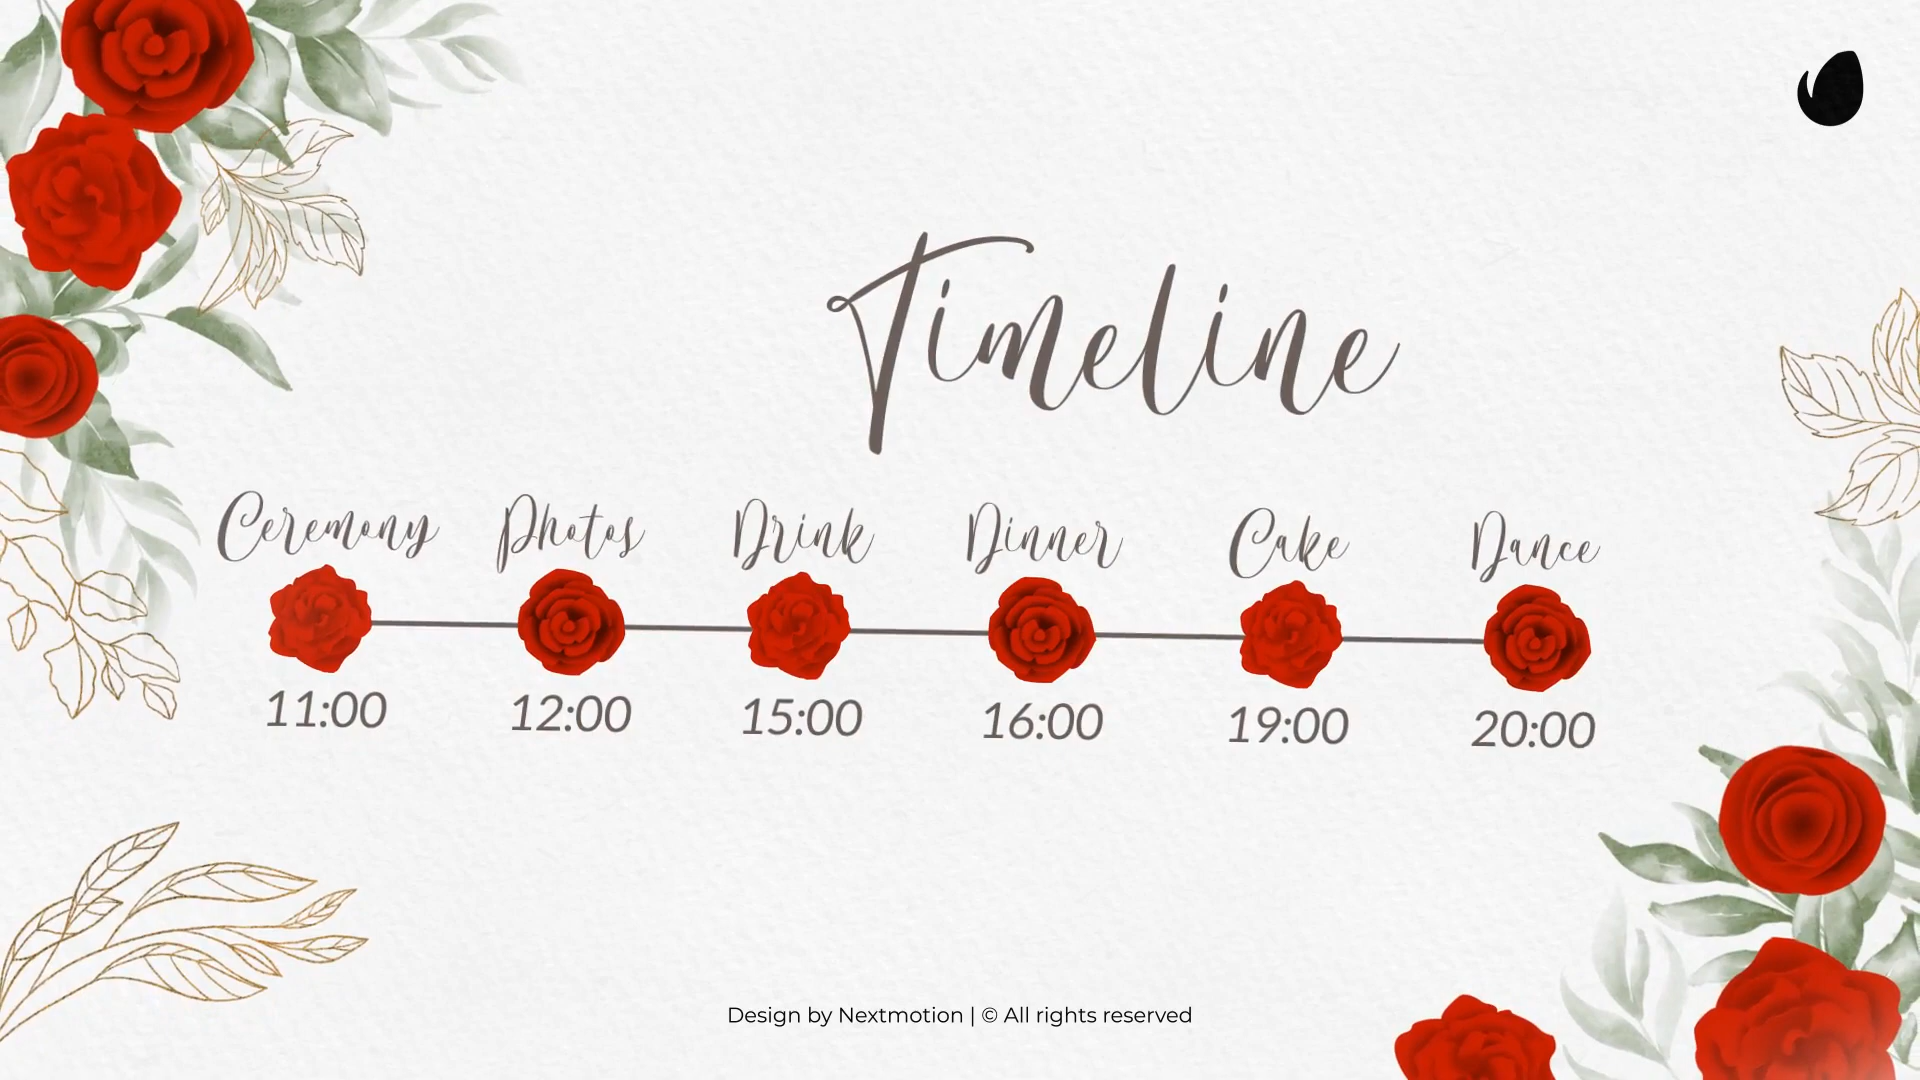 Timeline
Ceremony Photos Drink Dinner Cake Dance
11:00 12:00 15:00 16:00 19:00 20:00
Design by Nextmotion | © All rights reserved